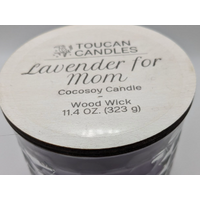 TOUCAN
CANDLES
Lavender for
Mom
Cocosoy Candle
-
Wood Wick
11.4 OZ. (323 g)